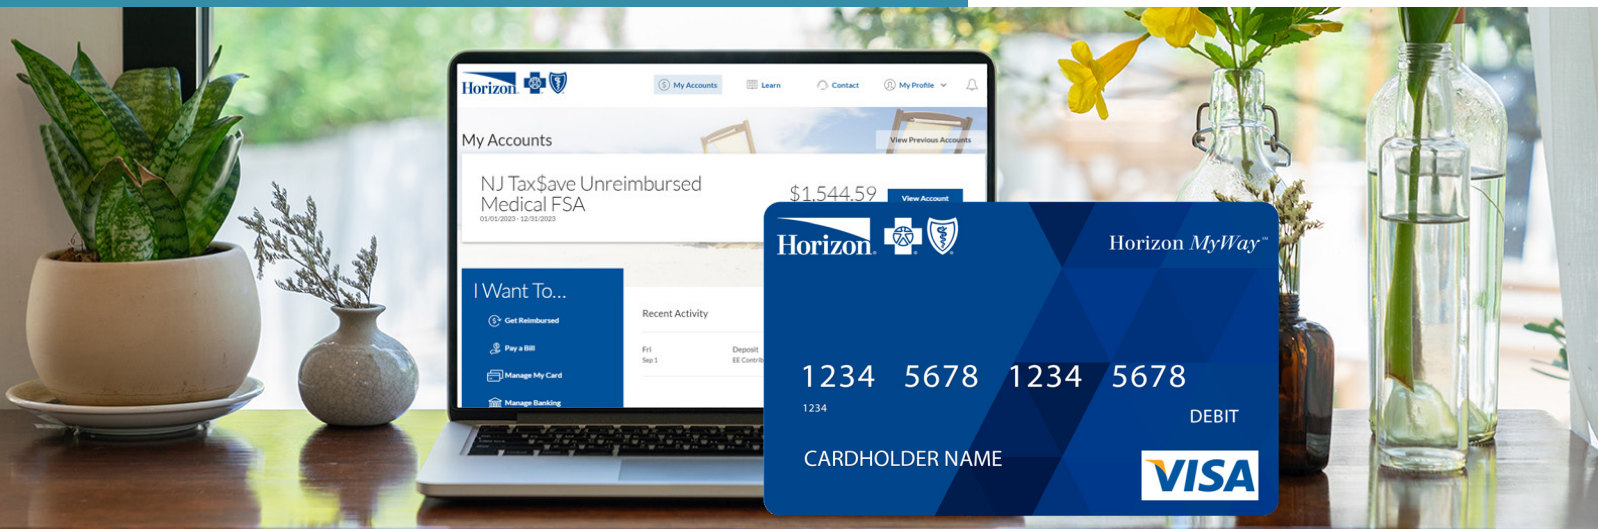 Horizon
My Accounts
Learn
Contact
My Profile
My Accounts
View Previous Accounts
NJ Tax$ave Unreimbursed
Medical FSA
01/01/2023 - 12/31/2023
$1,544.59
View Account
I Want To...
Get Reimbursed
Pay a Bill
Manage My Card
Manage Banking
Recent Activity
Fri
Deposit
Sep 1
EE Contrib
Horizon
Horizon MyWay℠
1234 5678 1234 5678
1234
DEBIT
CARDHOLDER NAME
VISA